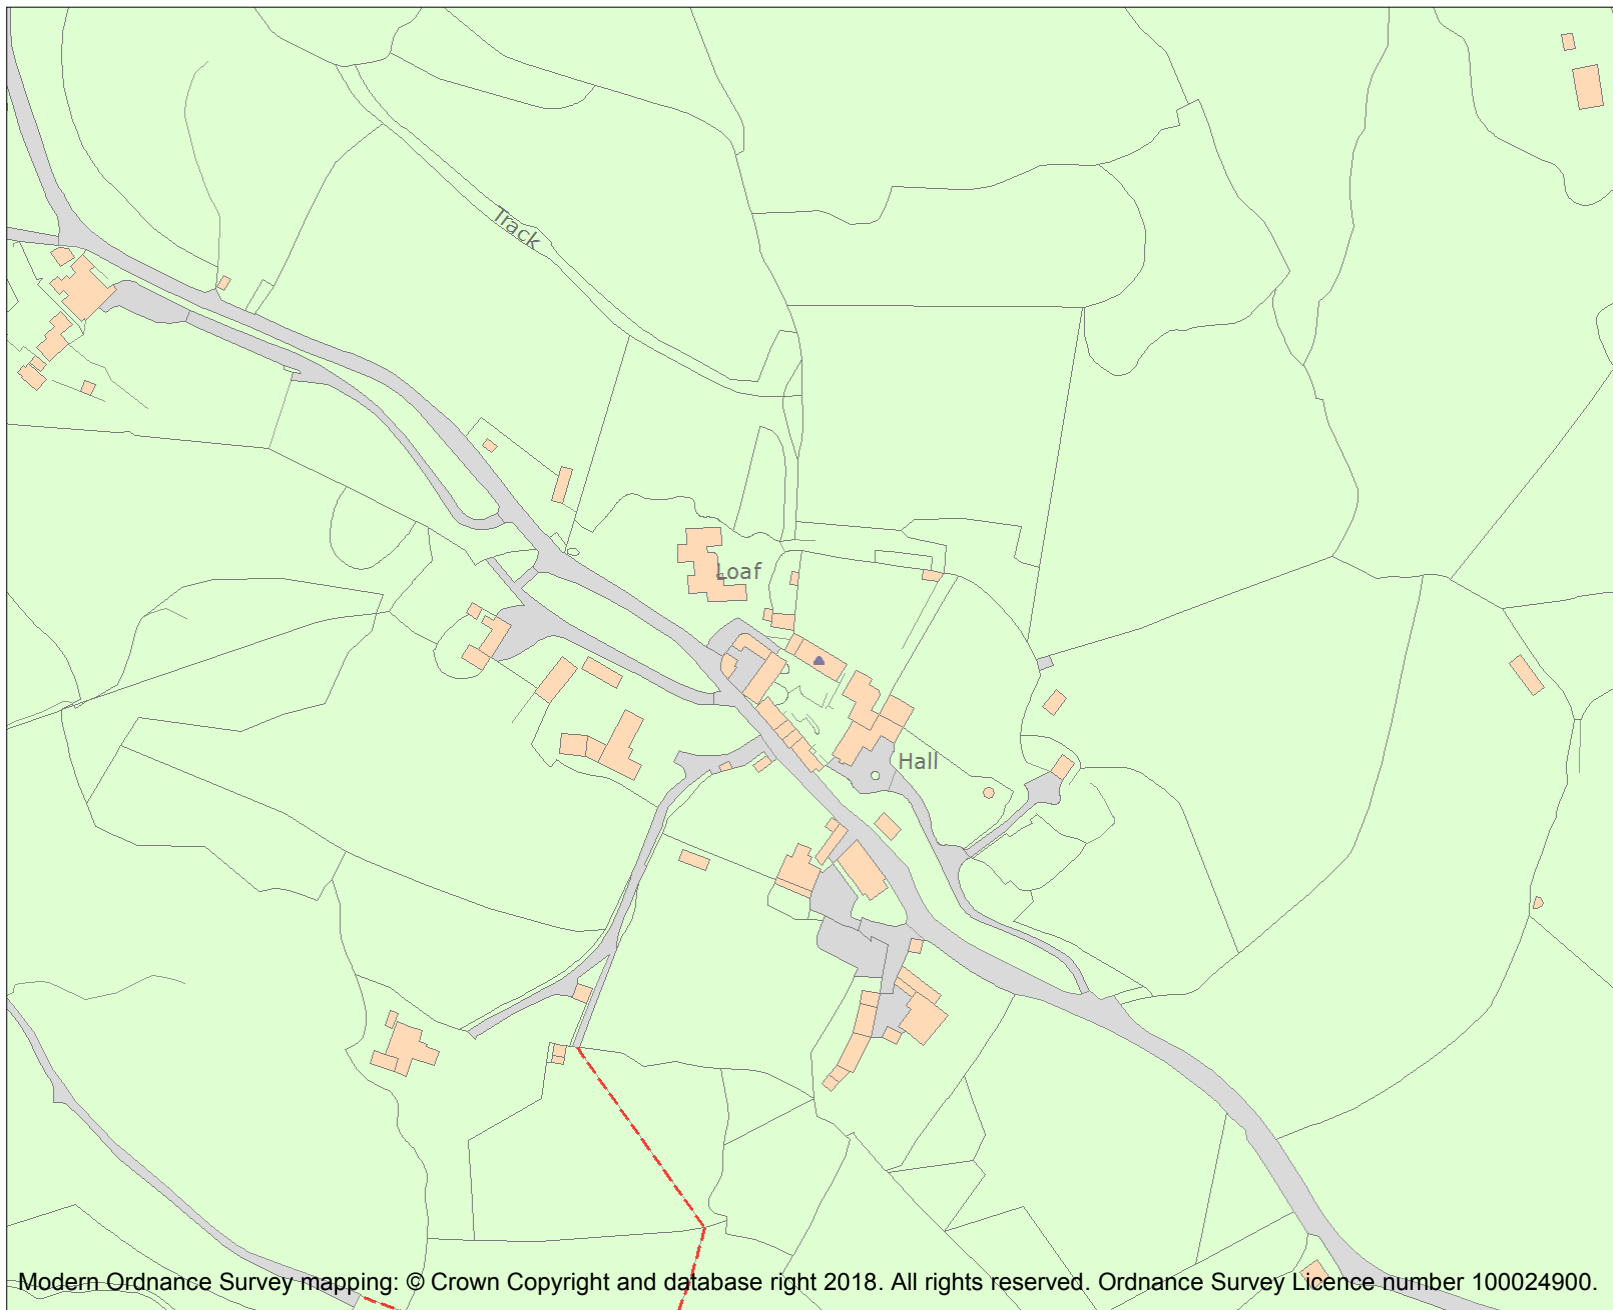 Track
Loaf
Hall
Modern Ordnance Survey mapping: © Crown Copyright and database right 2018. All rights reserved. Ordnance Survey Licence number 100024900.